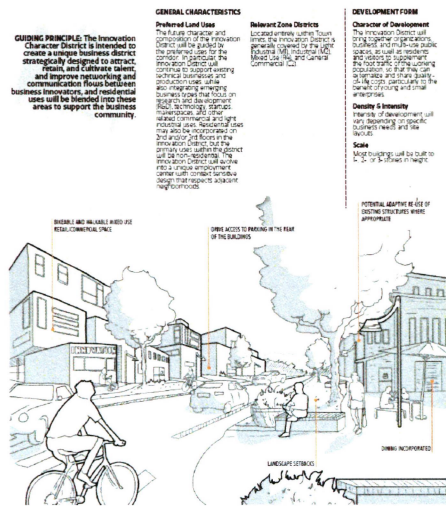 GUIDING PRINCIPLE: The Innovation
Character District is intended to
create a unique business district
strategically designed to attract,
retain, and cultivate talent,
and improve networking and
communication flows between
business innovators, and residential
uses will be blended into these
areas to support the business
community.
GENERAL CHARACTERISTICS
Preferred Land Uses
The future character and
composition of the Innovation
District will be guided by
the preferred uses for the
corridor. In particular, the
Innovation District will
continue to support existing
technical businesses and
production uses, while
also integrating emerging
business types that focus on
research and development
(R&D), technology, startups,
makerspaces, and other
related commercial and light
industrial uses. Residential uses
may also be incorporated on
2nd and/or 3rd floors in the
Innovation District, but the
primary uses within the district
will be non-residential. The
Innovation District will evolve
into a unique employment
center with context sensitive
design that respects adjacent
neighborhoods.
Relevant Zone Districts
Located entirely within Town
limits, the Innovation District is
generally covered by the Light
Industrial (M1), Industrial (M2),
Mixed Use (R4), and General
Commercial (C2)
DEVELOPMENT FORM
Character of Development
The Innovation District will
bring together organizations,
business, and multi-use public
spaces, as well as residents
and visitors to supplement
the foot traffic of the working
population, so that they can
externalize and share quality-
of-life costs, particularly to the
benefit of young and small
enterprises.
Density & Intensity
Intensity of development will
vary depending on specific
business needs and site
layouts.
Scale
Most buildings will be built to
1-, 2-, or 3-stories in height.
BIKEABLE AND WALKABLE MIXED USE
RETAIL/COMMERCIAL SPACE
DRIVE ACCESS TO PARKING IN THE REAR
OF THE BUILDINGS
POTENTIAL ADAPTIVE RE-USE OF
EXISTING STRUCTURES WHERE
APPROPRIATE
INNOVATION
DINING INCORPORATED
LANDSCAPE SETBACKS